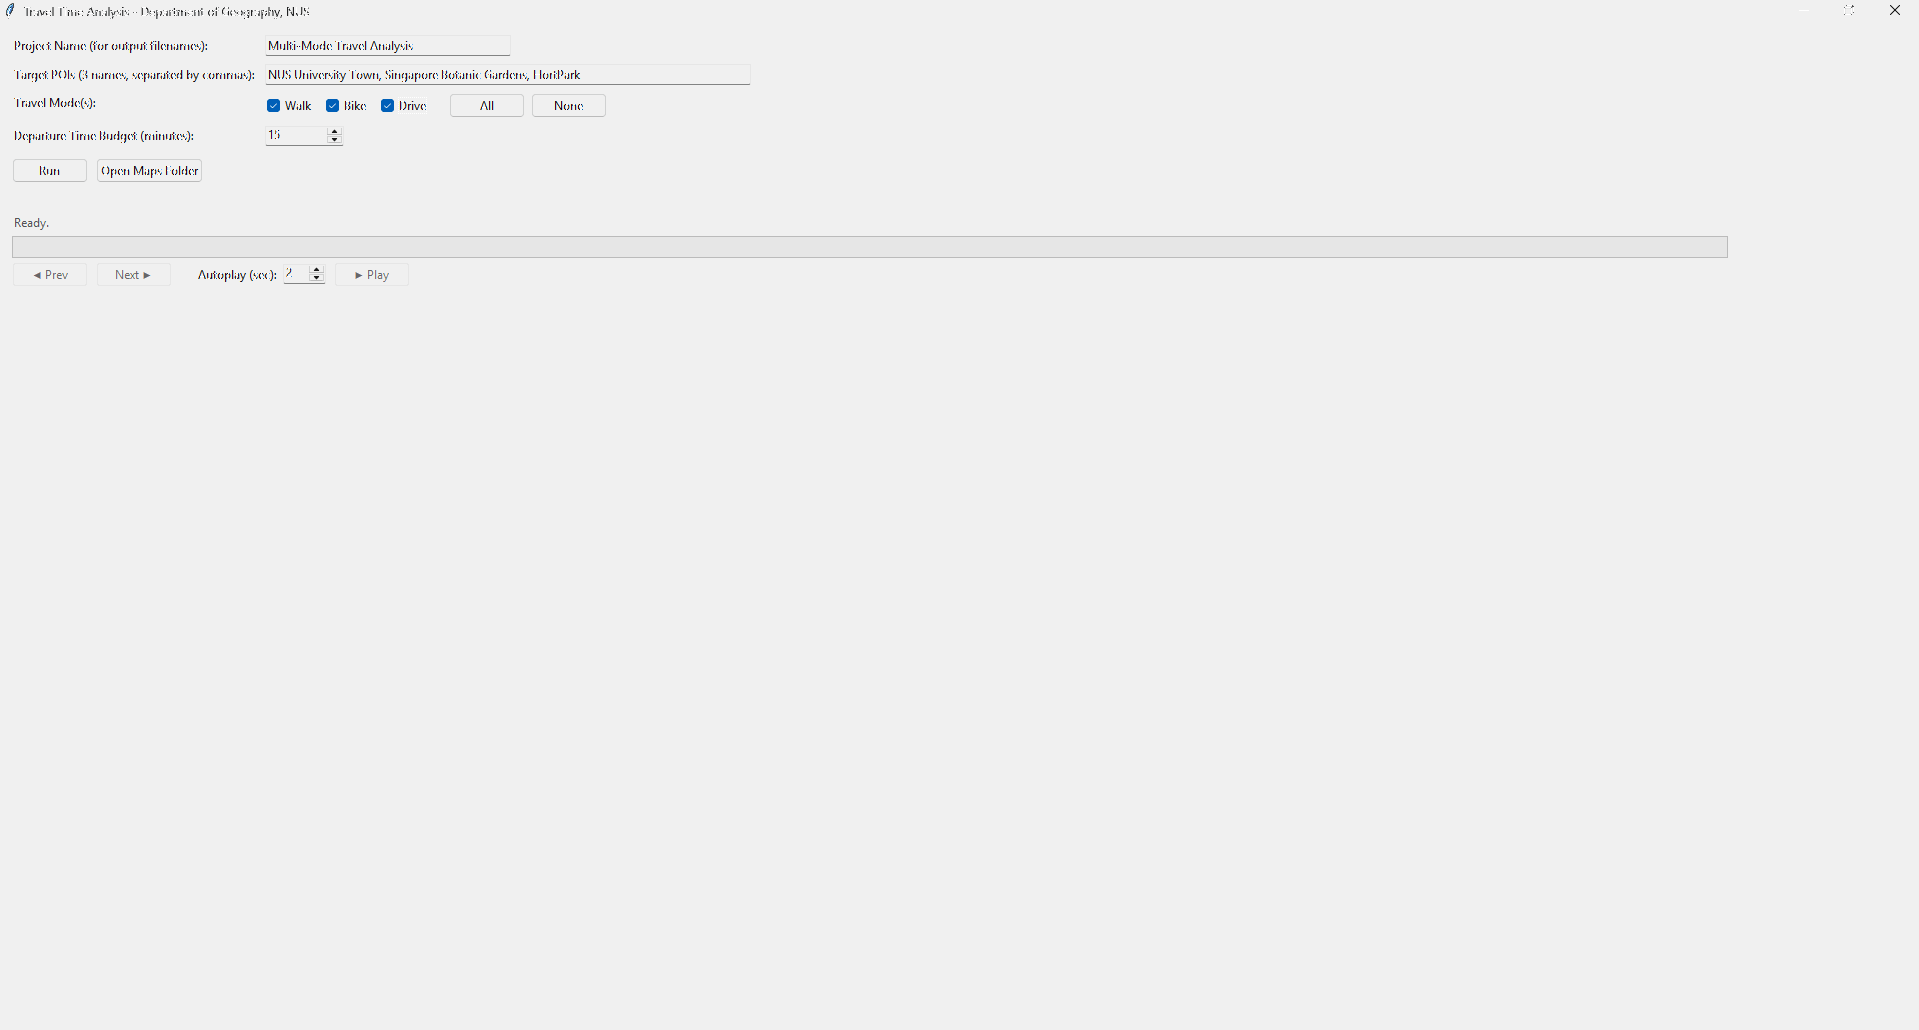 Travel Time Analysis - Department of Geography, NUS
Project Name (for output filenames): Multi-Mode Travel Analysis
Target POIs (3 names, separated by commas): NUS University Town, Singapore Botanic Gardens, HortPark
Travel Mode(s): Walk Bike Drive All None
Departure Time Budget (minutes): 15
Run Open Maps Folder
Ready.
◄ Prev Next ► Autoplay (sec): 2 ► Play